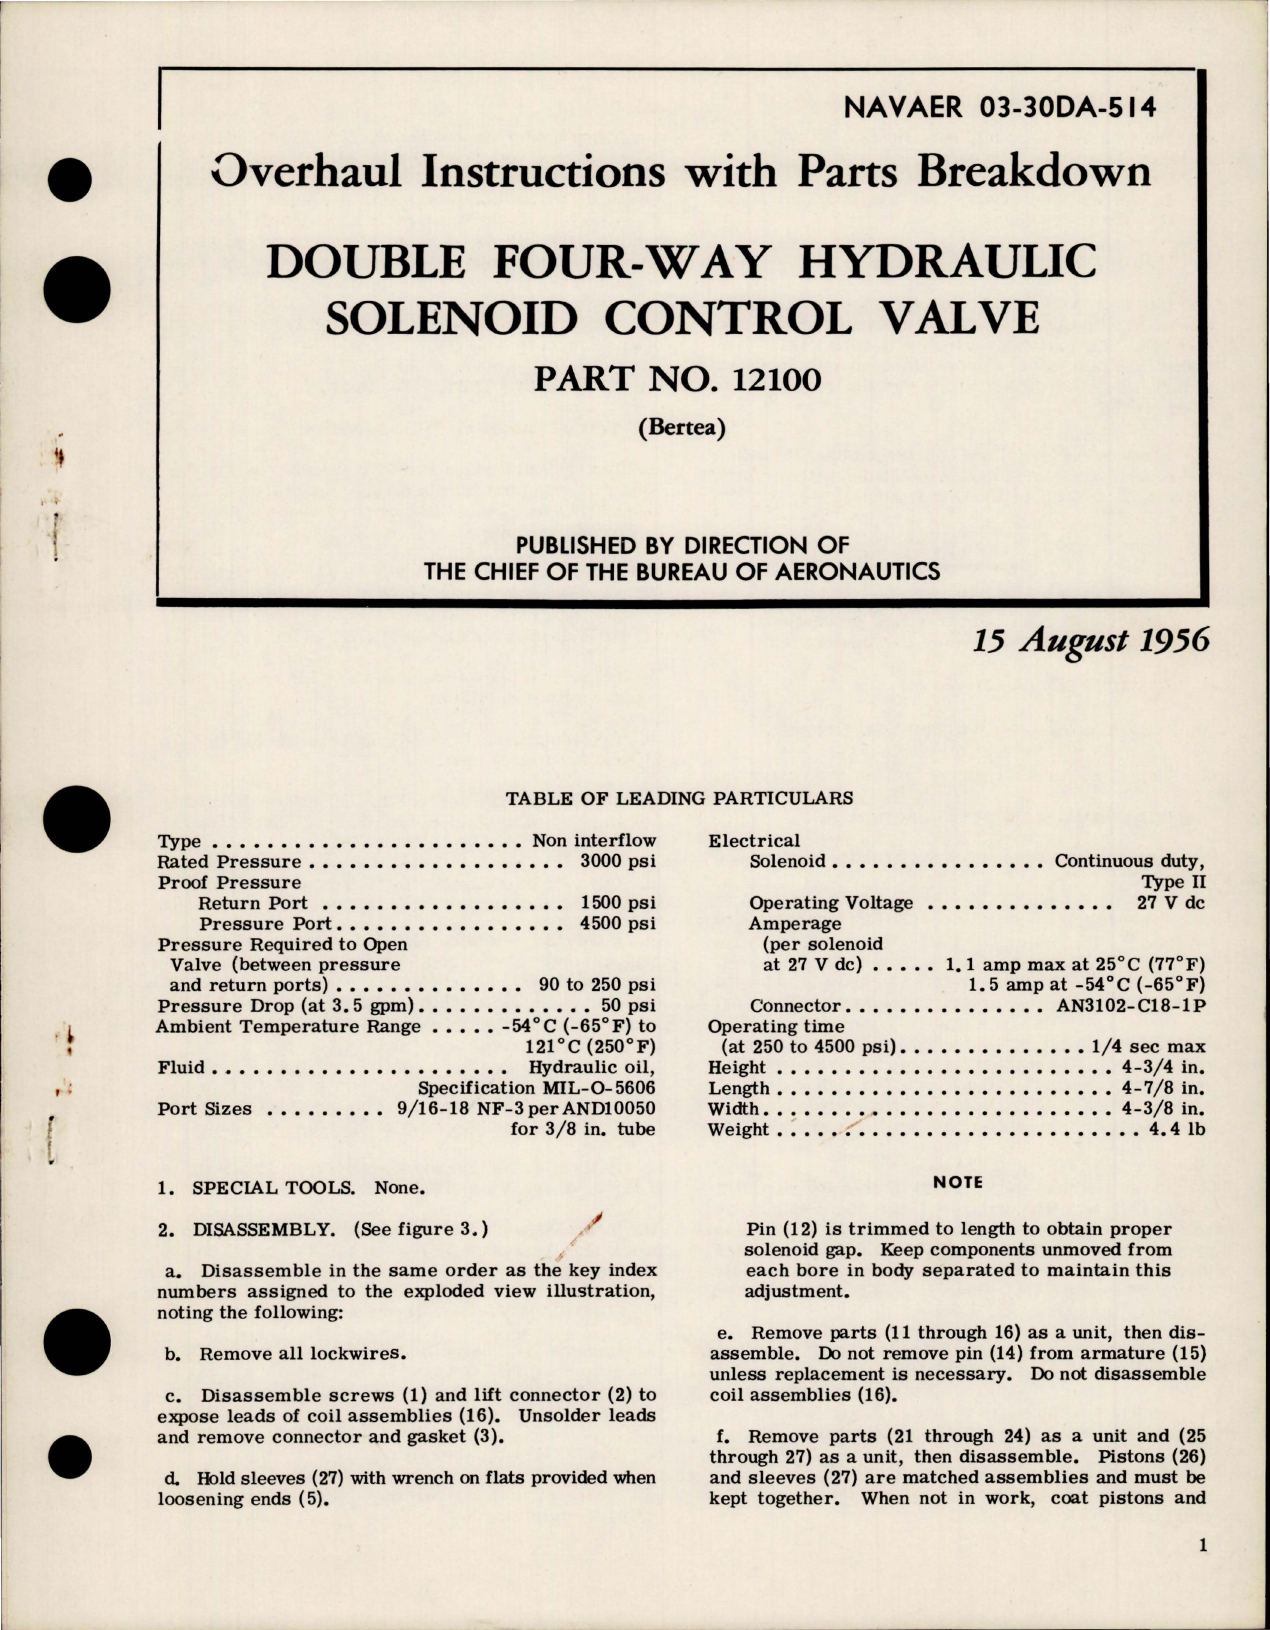 NAVAER 03-30DA-514
Overhaul Instructions with Parts Breakdown
DOUBLE FOUR-WAY HYDRAULIC
SOLENOID CONTROL VALVE
PART NO. 12100
(Bertea)
PUBLISHED BY DIRECTION OF
THE CHIEF OF THE BUREAU OF AERONAUTICS
15 August 1956
TABLE OF LEADING PARTICULARS
Type . . . . . . . . . . . . . . . . . . . . . . . Non interflow
Rated Pressure . . . . . . . . . . . . . . . . . . . 3000 psi
Proof Pressure
Return Port . . . . . . . . . . . . . . . . . . 1500 psi
Pressure Port . . . . . . . . . . . . . . . . . 4500 psi
Pressure Required to Open
Valve (between pressure
and return ports) . . . . . . . . . . . . . . 90 to 250 psi
Pressure Drop (at 3.5 gpm) . . . . . . . . . . . . . 50 psi
Ambient Temperature Range . . . . . -54°C (-65°F) to
121°C (250°F)
Fluid . . . . . . . . . . . . . . . . . . . . . . Hydraulic oil,
Specification MIL-O-5606
Port Sizes . . . . . . . . . 9/16-18 NF-3 per AND10050
for 3/8 in. tube
Electrical
Solenoid . . . . . . . . . . . . . . . . Continuous duty,
Type II
Operating Voltage . . . . . . . . . . . . . . 27 V dc
Amperage
(per solenoid
at 27 V dc) . . . . . 1.1 amp max at 25°C (77°F)
1.5 amp at -54°C (-65°F)
Connector . . . . . . . . . . . . . . . AN3102-C18-1P
Operating time
(at 250 to 4500 psi) . . . . . . . . . . . . . . 1/4 sec max
Height . . . . . . . . . . . . . . . . . . . . . . . . . 4-3/4 in.
Length . . . . . . . . . . . . . . . . . . . . . . . . . 4-7/8 in.
Width . . . . . . . . . . . . . . . . . . . . . . . . . . 4-3/8 in.
Weight . . . . . . . . . . . . . . . . . . . . . . . . . . . 4.4 lb
1. SPECIAL TOOLS. None.
2. DISASSEMBLY. (See figure 3.)
a. Disassemble in the same order as the key index
numbers assigned to the exploded view illustration,
noting the following:
b. Remove all lockwires.
c. Disassemble screws (1) and lift connector (2) to
expose leads of coil assemblies (16). Unsolder leads
and remove connector and gasket (3).
d. Hold sleeves (27) with wrench on flats provided when
loosening ends (5).
NOTE
Pin (12) is trimmed to length to obtain proper
solenoid gap. Keep components unmoved from
each bore in body separated to maintain this
adjustment.
e. Remove parts (11 through 16) as a unit, then dis-
assemble. Do not remove pin (14) from armature (15)
unless replacement is necessary. Do not disassemble
coil assemblies (16).
f. Remove parts (21 through 24) as a unit and (25
through 27) as a unit, then disassemble. Pistons (26)
and sleeves (27) are matched assemblies and must be
kept together. When not in work, coat pistons and
1